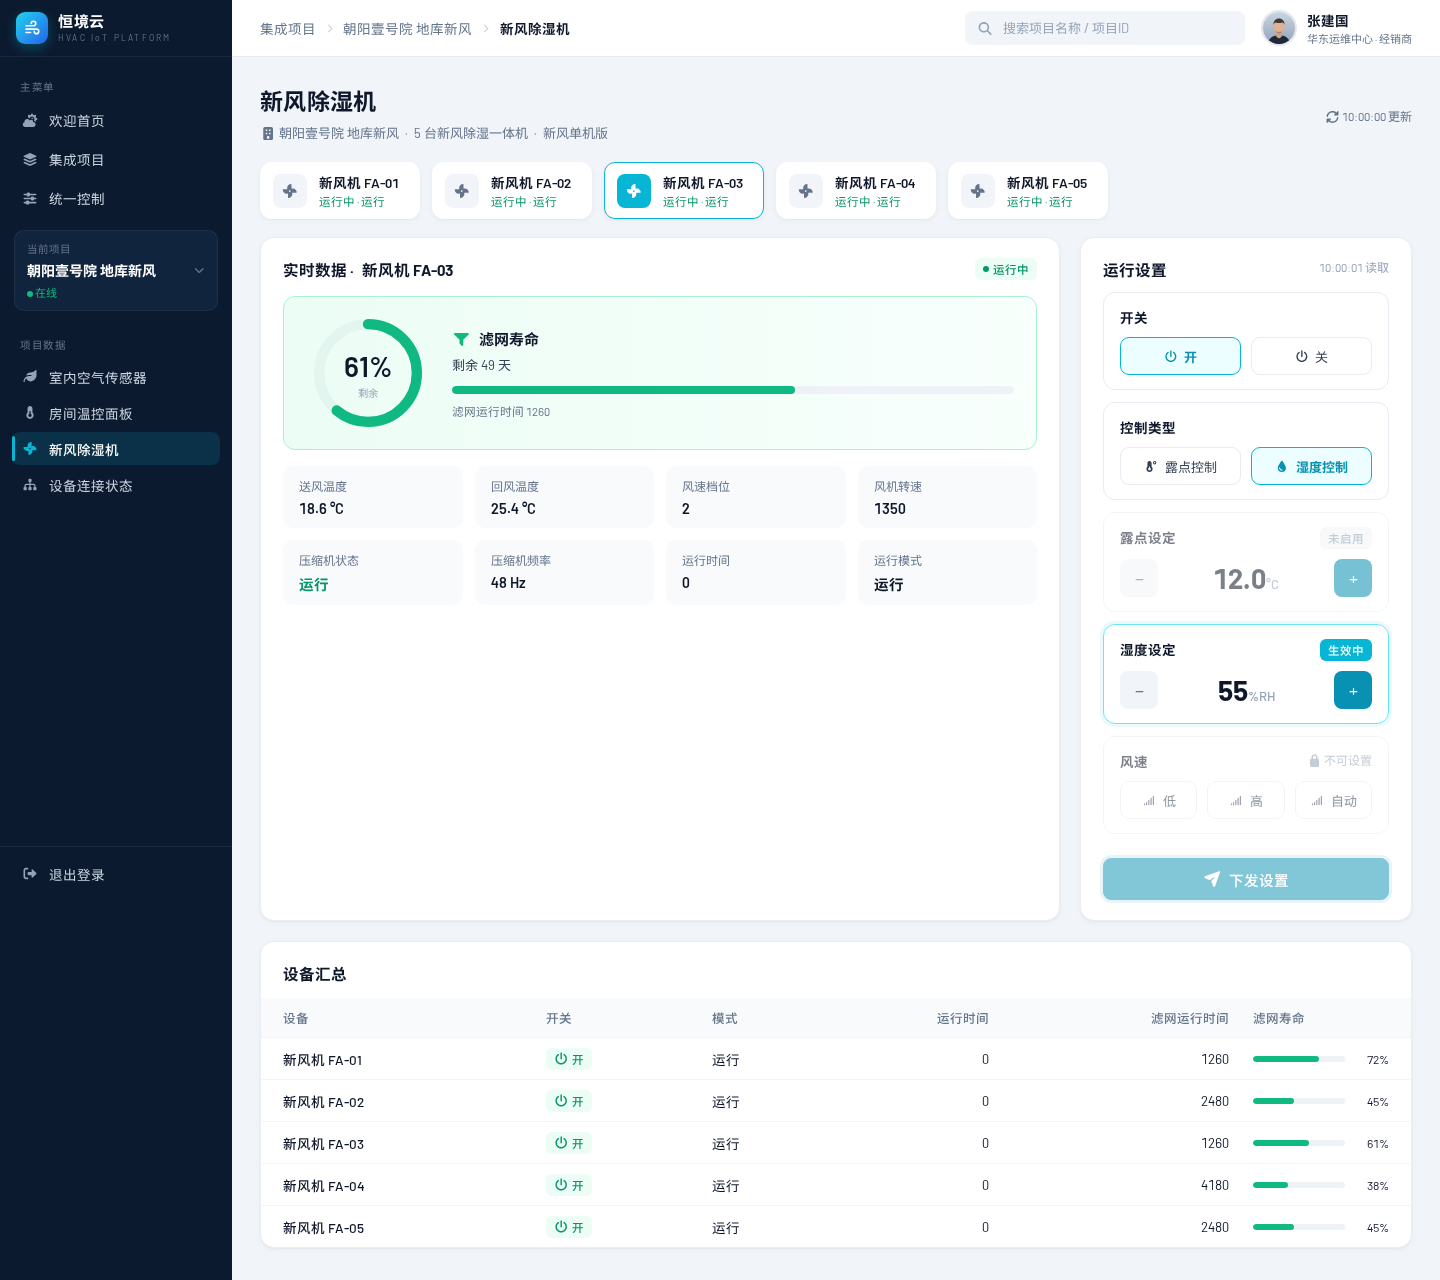 恒境云
HVAC IoT PLATFORM
主菜单
欢迎首页
集成项目
统一控制
当前项目
朝阳壹号院 地库新风
在线
项目数据
室内空气传感器
房间温控面板
新风除湿机
设备连接状态
退出登录
集成项目 朝阳壹号院 地库新风 新风除湿机
搜索项目名称 / 项目ID
张建国
华东运维中心 · 经销商
新风除湿机
朝阳壹号院 地库新风 · 5 台新风除湿一体机 · 新风单机版
10:00:00 更新
新风机 FA-01
运行中 · 运行
新风机 FA-02
运行中 · 运行
新风机 FA-03
运行中 · 运行
新风机 FA-04
运行中 · 运行
新风机 FA-05
运行中 · 运行
实时数据 · 新风机 FA-03
运行中
61%
剩余
滤网寿命
剩余 49 天
滤网运行时间 1260
送风温度
18.6 ℃
回风温度
25.4 ℃
风速档位
2
风机转速
1350
压缩机状态
运行
压缩机频率
48 Hz
运行时间
0
运行模式
运行
运行设置
10:00:01 读取
开关
开 关
控制类型
露点控制 湿度控制
露点设定
未启用
− 12.0°C +
湿度设定
生效中
− 55%RH +
风速
不可设置
低 高 自动
下发设置
设备汇总
设备 开关 模式 运行时间 滤网运行时间 滤网寿命
新风机 FA-01 开 运行 0 1260 72%
新风机 FA-02 开 运行 0 2480 45%
新风机 FA-03 开 运行 0 1260 61%
新风机 FA-04 开 运行 0 4180 38%
新风机 FA-05 开 运行 0 2480 45%